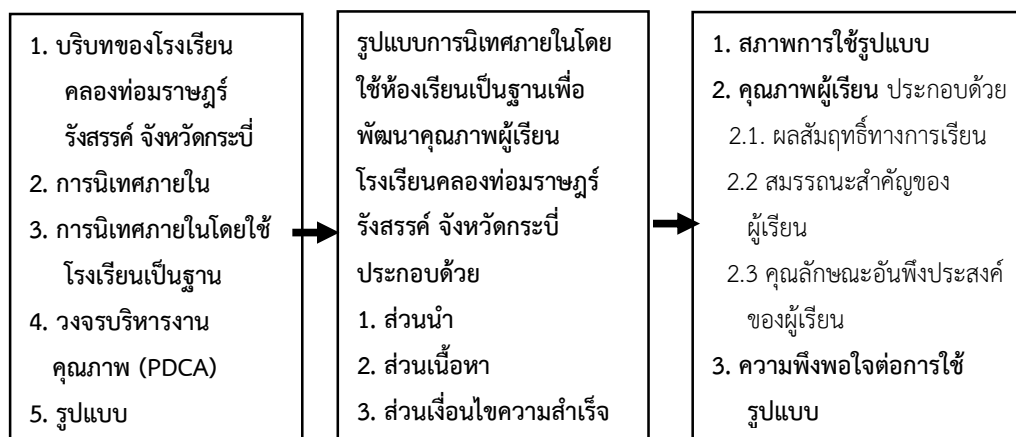 1. บริบทของโรงเรียน
คลองท่อมราษฎร์
รังสรรค์ จังหวัดกระบี่
2. การนิเทศภายใน
3. การนิเทศภายในโดยใช้
โรงเรียนเป็นฐาน
4. วงจรบริหารงาน
คุณภาพ (PDCA)
5. รูปแบบ
รูปแบบการนิเทศภายในโดย
ใช้ห้องเรียนเป็นฐานเพื่อ
พัฒนาคุณภาพผู้เรียน
โรงเรียนคลองท่อมราษฎร์
รังสรรค์ จังหวัดกระบี่
ประกอบด้วย
1. ส่วนนำ
2. ส่วนเนื้อหา
3. ส่วนเงื่อนไขความสำเร็จ
1. สภาพการใช้รูปแบบ
2. คุณภาพผู้เรียน ประกอบด้วย
2.1. ผลสัมฤทธิ์ทางการเรียน
2.2 สมรรถนะสำคัญของ
ผู้เรียน
2.3 คุณลักษณะอันพึงประสงค์
ของผู้เรียน
3. ความพึงพอใจต่อการใช้
รูปแบบ